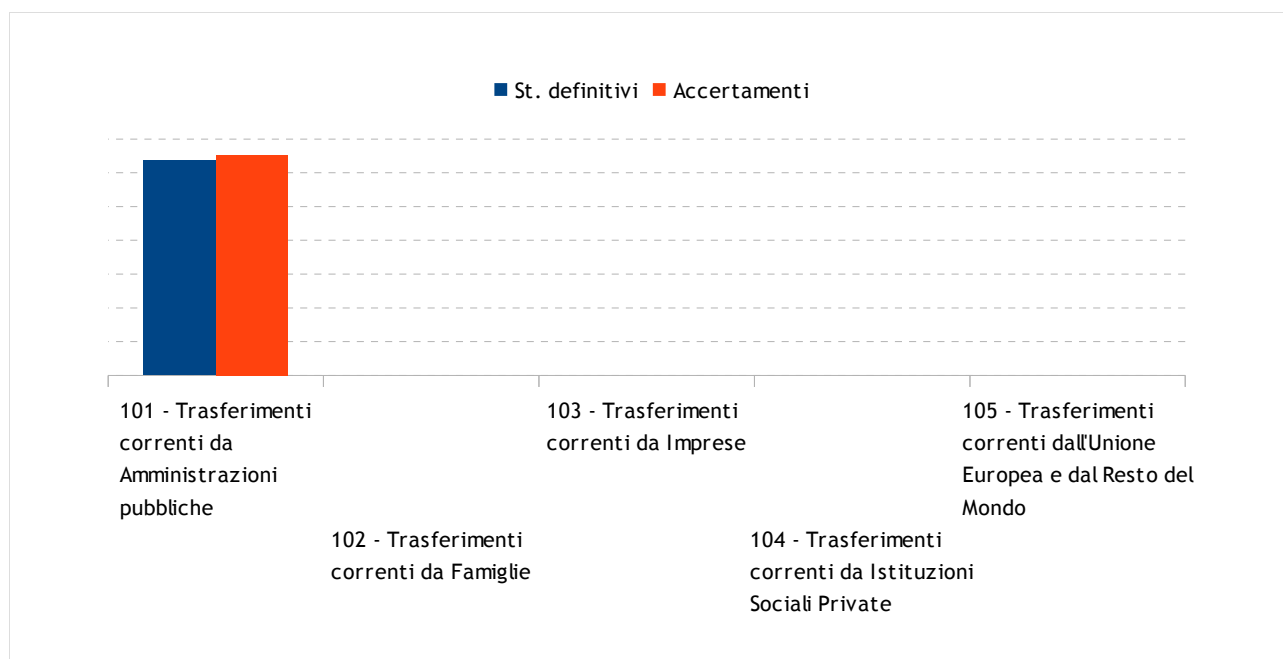 St. definitivi Accertamenti
101 - Trasferimenti
correnti da
Amministrazioni
pubbliche
102 - Trasferimenti
correnti da Famiglie
103 - Trasferimenti
correnti da Imprese
104 - Trasferimenti
correnti da Istituzioni
Sociali Private
105 - Trasferimenti
correnti dall'Unione
Europea e dal Resto del
Mondo